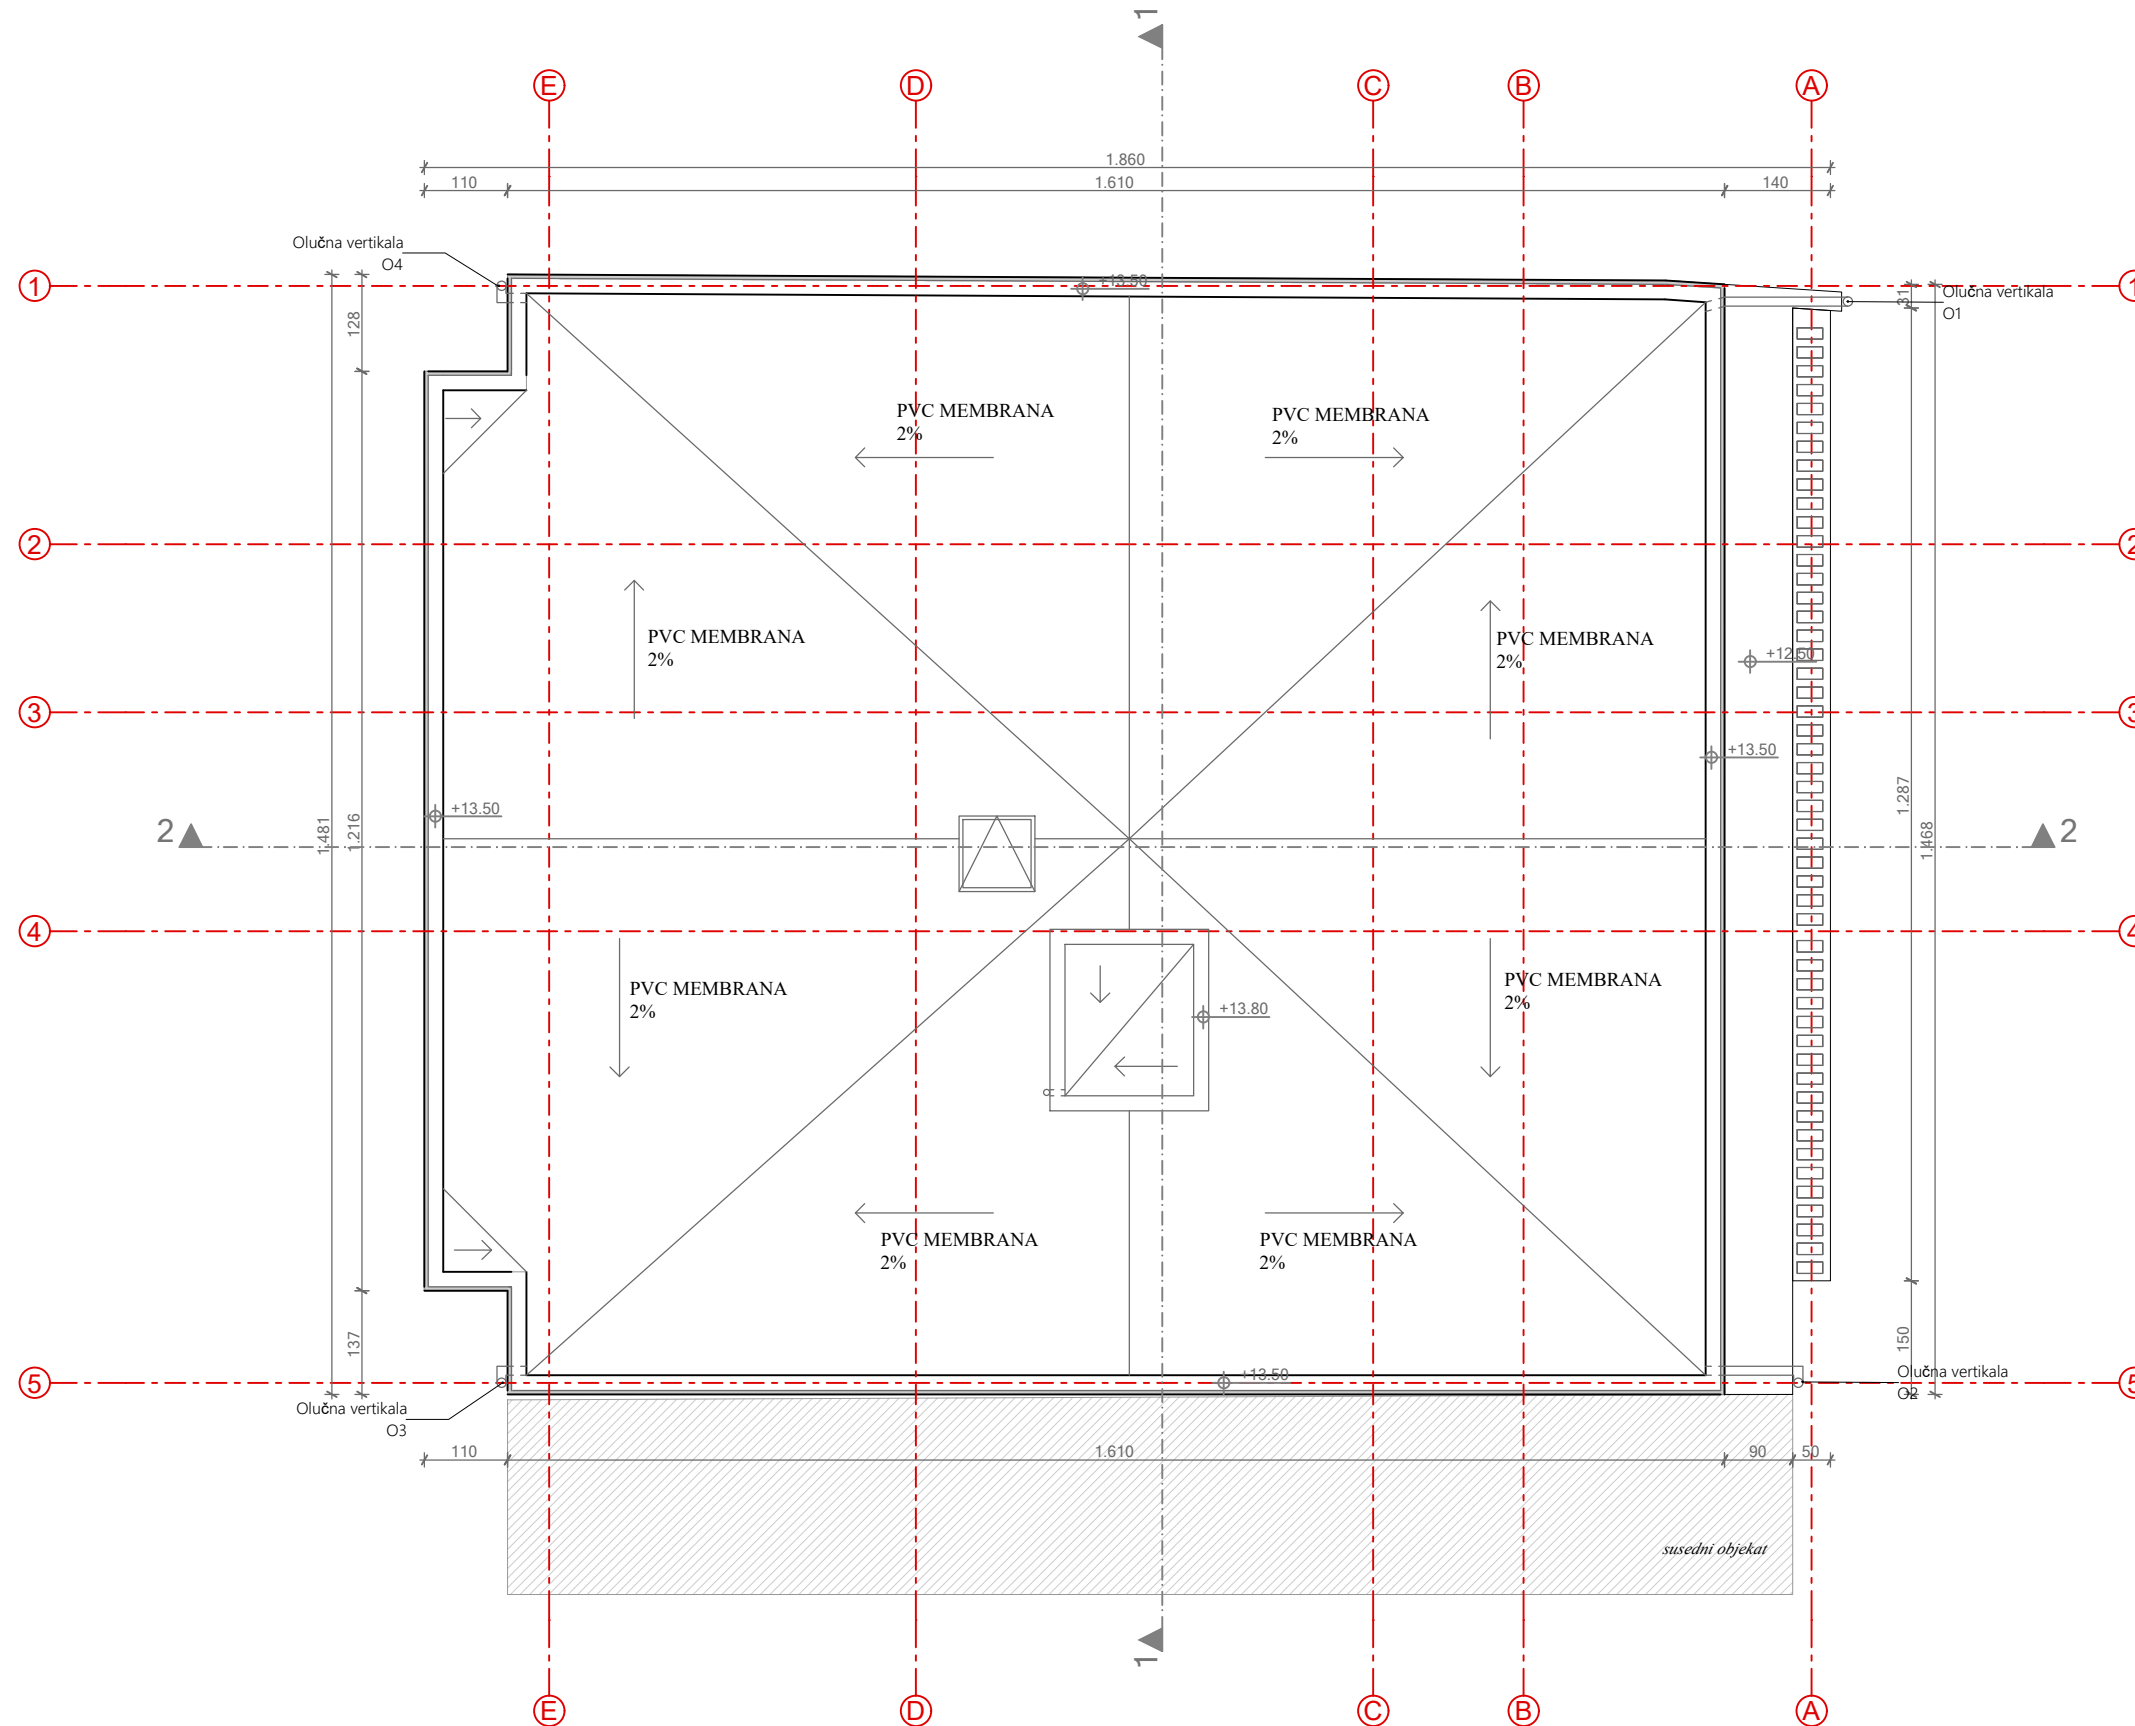 1
E
D
C
B
A
1.860
110
1.610
140
Olučna vertikala
O4
1
+13.50
1
31
Olučna vertikala
O1
128
PVC MEMBRANA
2%
PVC MEMBRANA
2%
2
2
PVC MEMBRANA
2%
PVC MEMBRANA
2%
+12.50
3
3
+13.50
+13.50
1.287
1.468
1.481
1.216
2
2
4
4
PVC MEMBRANA
2%
PVC MEMBRANA
2%
+13.80
PVC MEMBRANA
2%
PVC MEMBRANA
2%
137
150
5
+13.50
5
Olučna vertikala
O2
Olučna vertikala
O3
110
1.610
90
50
susedni objekat
1
E
D
C
B
A